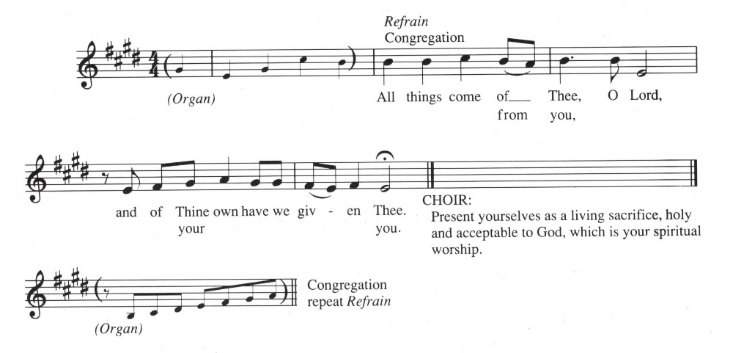 Refrain
Congregation
(Organ)
All things come of__ Thee, O Lord,
from you,
and of Thine own have we giv - en Thee.
your you.
CHOIR:
Present yourselves as a living sacrifice, holy
and acceptable to God, which is your spiritual
worship.
Congregation
repeat Refrain
(Organ)